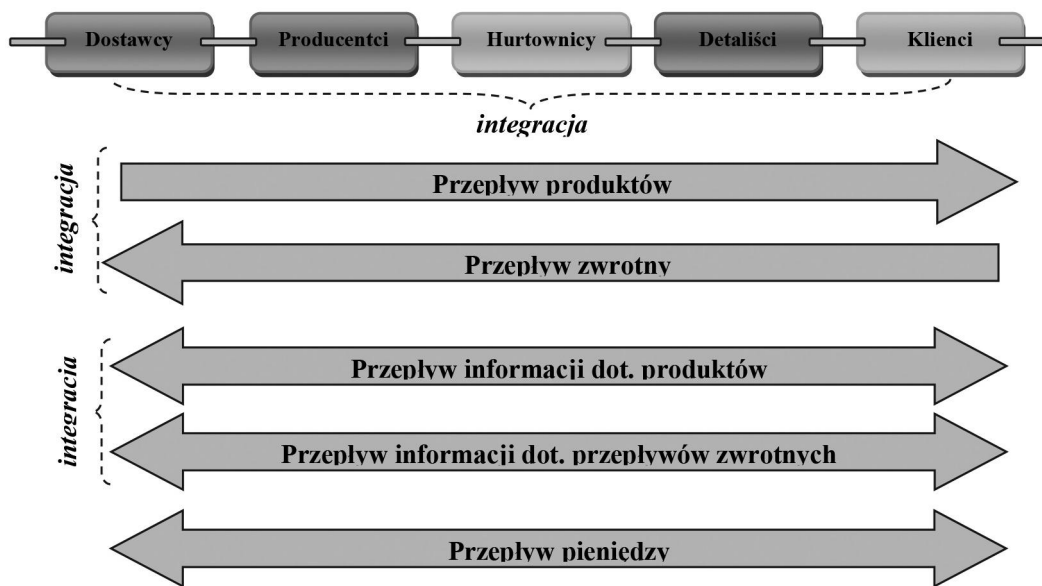 Dostawcy
Producentci
Hurtownicy
Detaliści
Klienci
integracja
integracja
Przepływ produktów
Przepływ zwrotny
integracja
Przepływ informacji dot. produktów
Przepływ informacji dot. przepływów zwrotnych
Przepływ pieniędzy